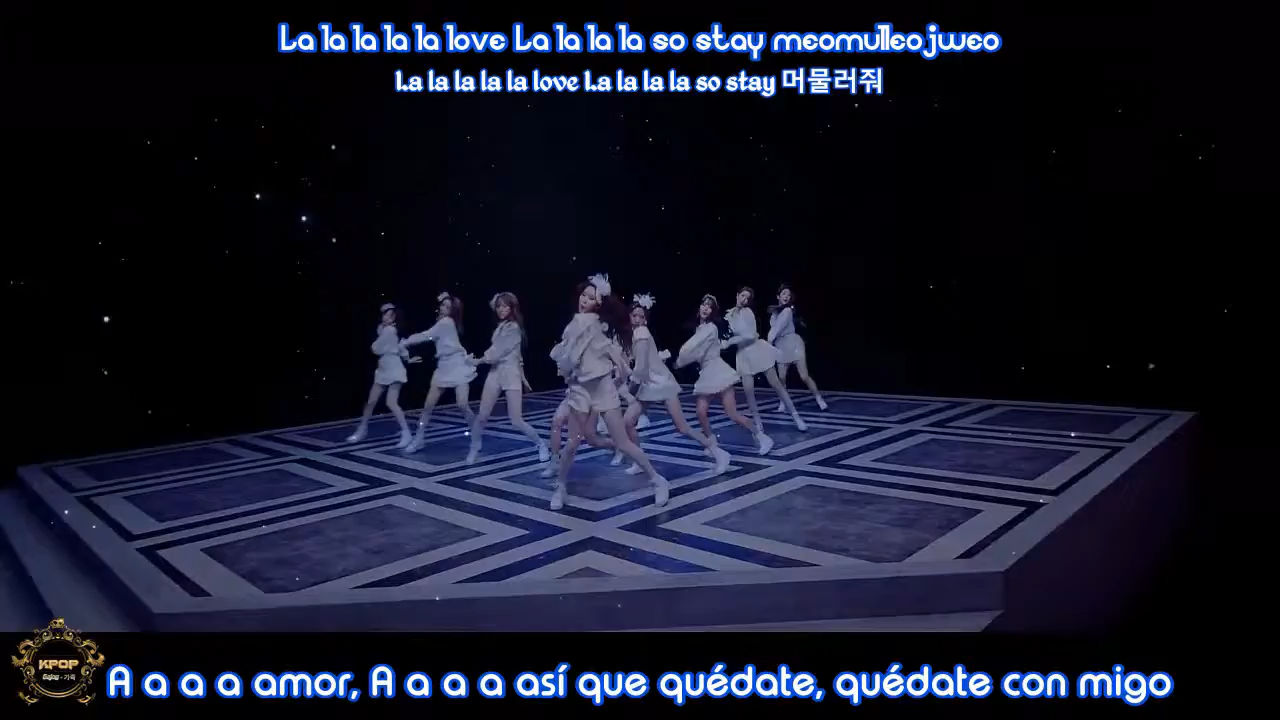 La la la la la love La la la la so stay meomulleojweo
La la la la la love La la la la so stay 머물러줘
KPOP
A a a a amor, A a a a así que quédate, quédate con migo